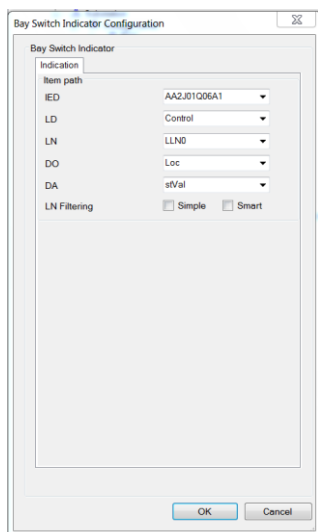 Bay Switch Indicator Configuration
Bay Switch Indicator
Indication
Item path
IED AA2J01Q06A1
LD Control
LN LLN0
DO Loc
DA stVal
LN Filtering Simple Smart
OK Cancel